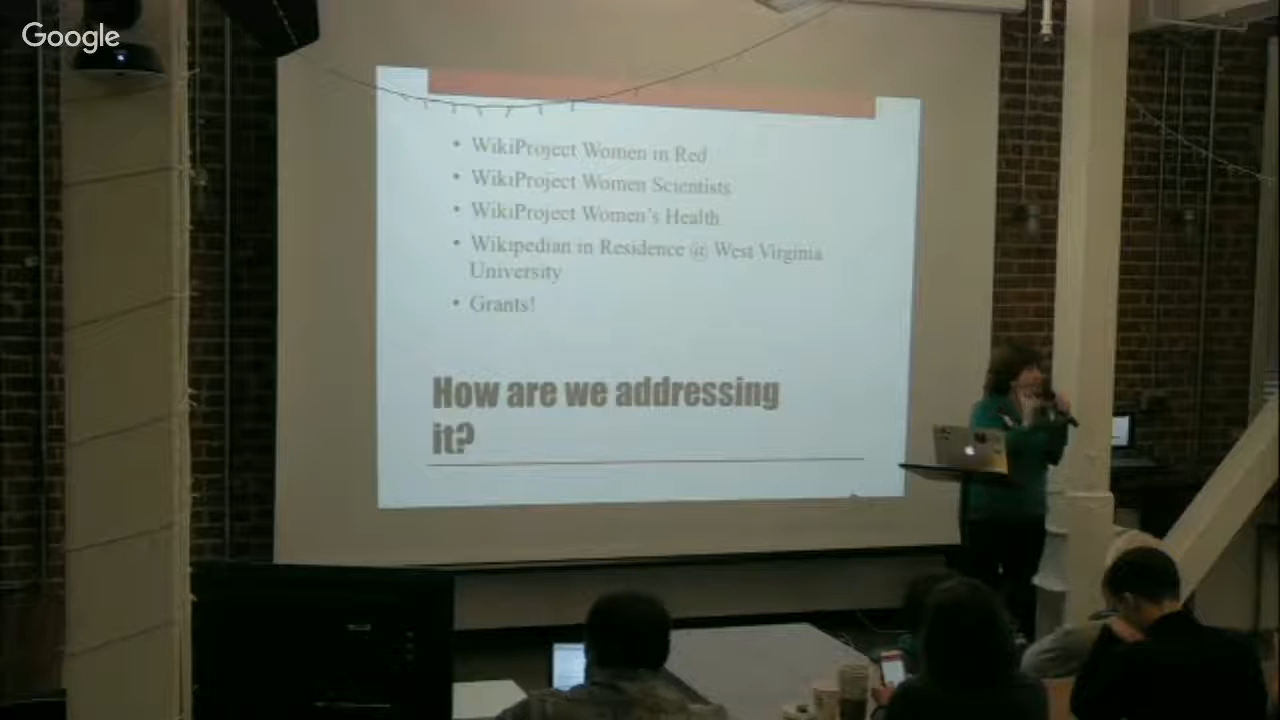 Google
• WikiProject Women in Red
• WikiProject Women Scientists
• WikiProject Women's Health
• Wikipedian in Residence @ West Virginia
University
• Grants!
How are we addressing
it?